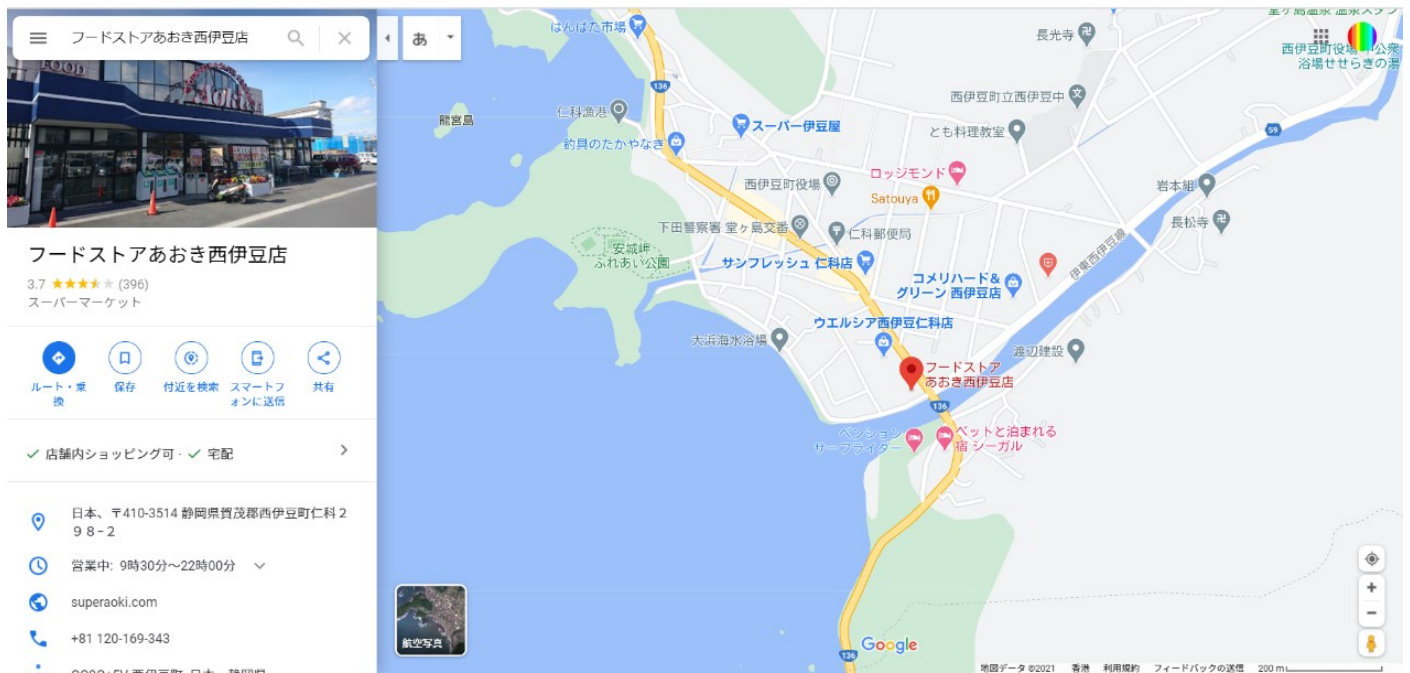 フードストアあおき西伊豆店
あ
FOOD
Aoki
フードストアあおき西伊豆店
3.7 ★★★★★ (396)
スーパーマーケット
ルート・乗
換
保存
付近を検索
スマートフ
ォンに送信
共有
店舗内ショッピング可 · 宅配
日本、〒410-3514 静岡県賀茂郡西伊豆町仁科2
98−2
営業中: 9時30分～22時00分
superaoki.com
+81 120-169-343
はんばた市場
136
仁科漁港
龍宮島
釣具のたかやなぎ
スーパー伊豆屋
長光寺
西伊豆町立西伊豆中
とも料理教室
堂ヶ島温泉 温泉スタン
浴場せせらぎの湯
59
ロッジモンド
Satouya
西伊豆町役場
岩本組
長松寺
下田警察署 堂ヶ島交番
仁科郵便局
安城岬
ふれあい公園
サンフレッシュ 仁科店
コメリハード&
グリーン 西伊豆店
伊東西伊豆線
ウエルシア西伊豆仁科店
大浜海水浴場
渡辺建設
フードストア
あおき西伊豆店
136
ペンション
サーフライダー
ペットと泊まれる
宿 シーガル
航空写真
136
Google
地図データ ©2021 香港 利用規約 フィードバックの送信 200 m